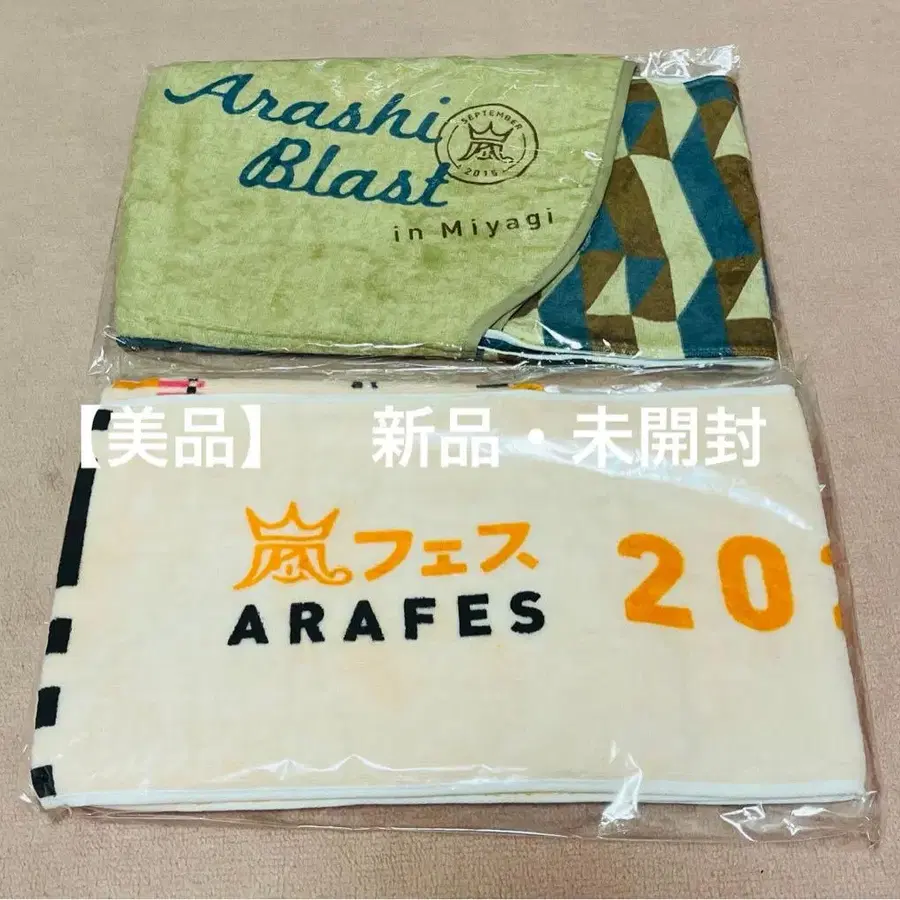 Arashi
Blast
SEPTEMBER
嵐
2015
in Miyagi
【美品】 新品・未開封
嵐フェス
ARAFES
20